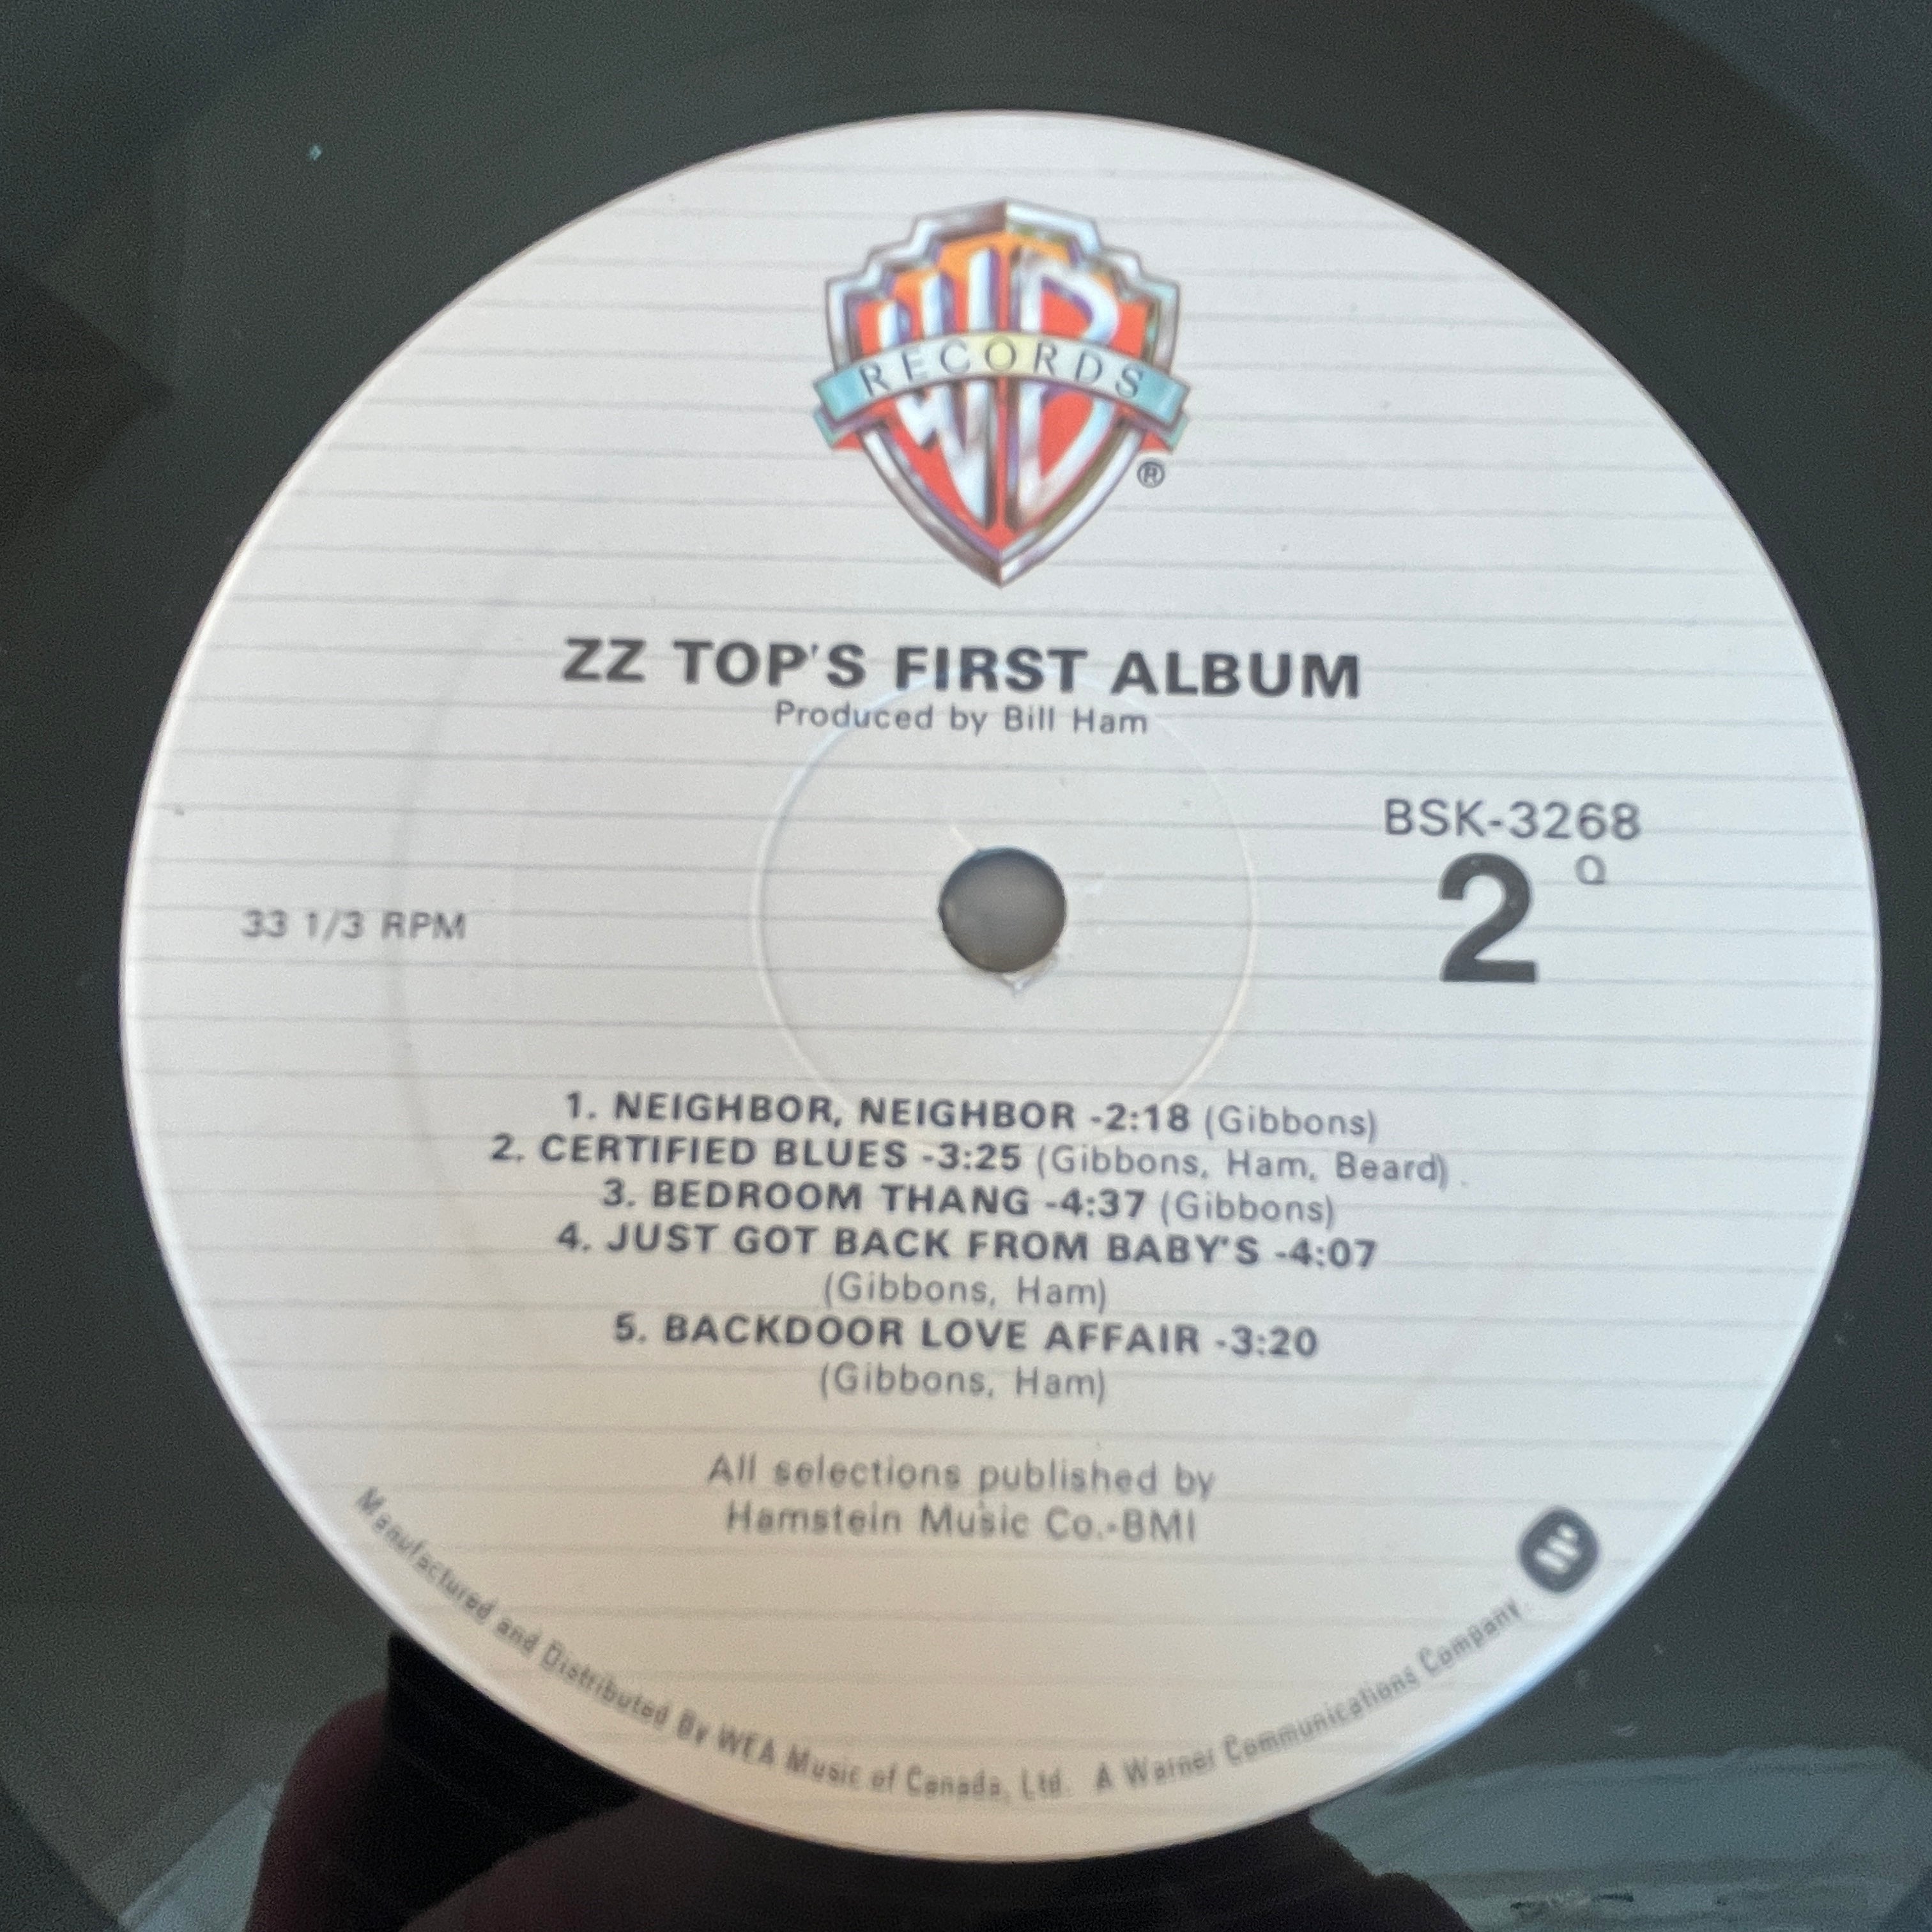 WB
RECORDS
®
ZZ TOP'S FIRST ALBUM
Produced by Bill Ham
BSK-3268
2 Q
33 1/3 RPM
1. NEIGHBOR, NEIGHBOR -2:18 (Gibbons)
2. CERTIFIED BLUES -3:25 (Gibbons, Ham, Beard)
3. BEDROOM THANG -4:37 (Gibbons)
4. JUST GOT BACK FROM BABY'S -4:07
(Gibbons, Ham)
5. BACKDOOR LOVE AFFAIR -3:20
(Gibbons, Ham)
All selections published by
Hamstein Music Co.-BMI
Manufactured and Distributed By WEA Music of Canada, Ltd. A Warner Communications Company.